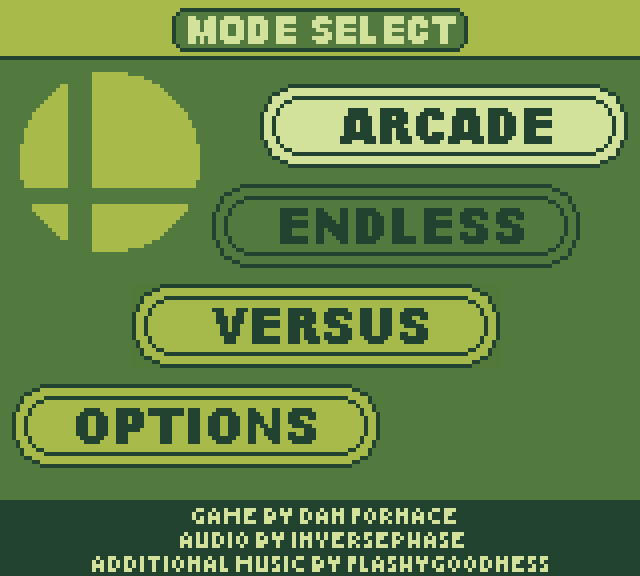 MODE SELECT
ARCADE
ENDLESS
VERSUS
OPTIONS
GAME BY DAN FORNACE
AUDIO BY INVERSEPHASE
ADDITIONAL MUSIC BY FLASHYGOODNESS